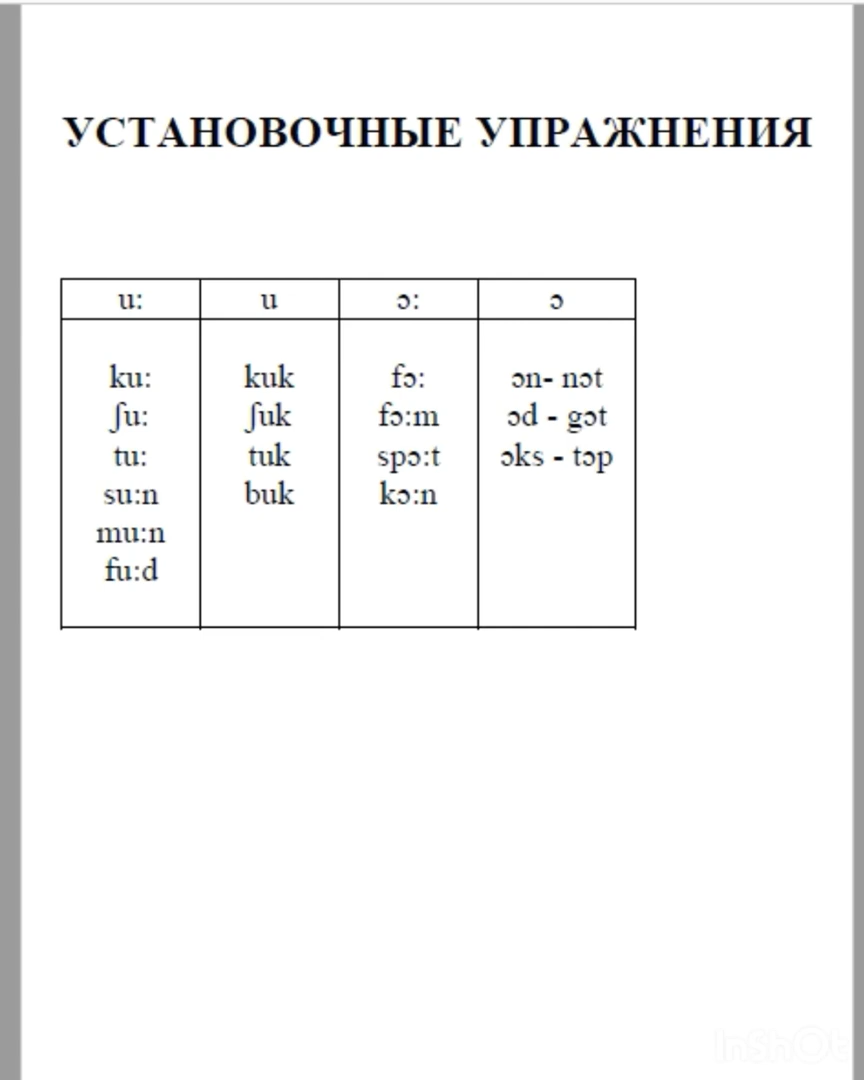 УСТАНОВОЧНЫЕ УПРАЖНЕНИЯ
u: u ɔ: ɔ
ku: kuk fɔ: ɔn- nɔt
ʃu: ʃuk fɔ:m ɔd - gɔt
tu: tuk spɔ:t ɔks - tɔp
su:n buk kɔ:n
mu:n
fu:d
InShOt